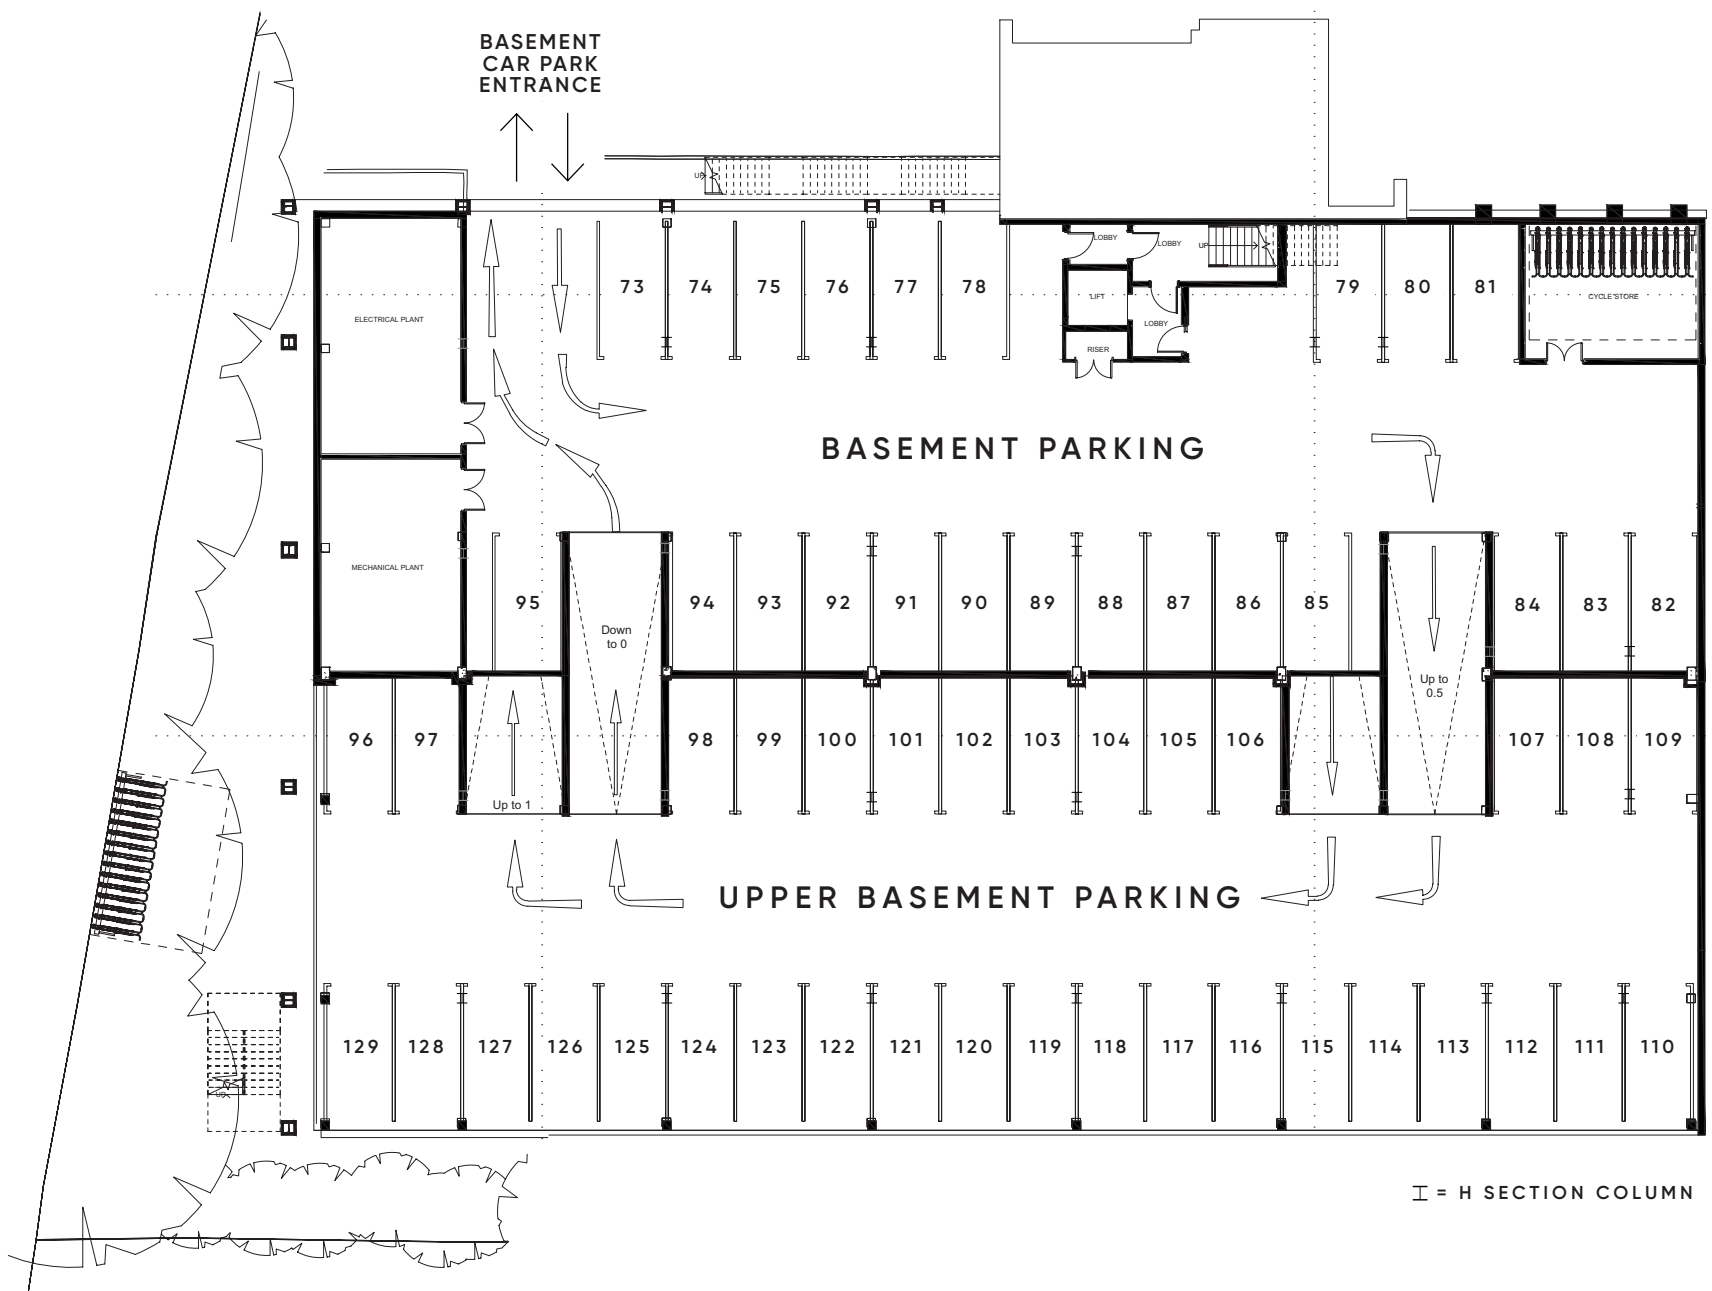 BASEMENT
CAR PARK
ENTRANCE
UP
LOBBY
LOBBY
UP
73 74 75 76 77 78 79 80 81
LIFT
CYCLE STORE
ELECTRICAL PLANT
LOBBY
RISER
BASEMENT PARKING
MECHANICAL PLANT
95 94 93 92 91 90 89 88 87 86 85 84 83 82
Down
to 0
Up to
0.5
96 97 98 99 100 101 102 103 104 105 106 107 108 109
Up to 1
UPPER BASEMENT PARKING
129 128 127 126 125 124 123 122 121 120 119 118 117 116 115 114 113 112 111 110
UP
= H SECTION COLUMN